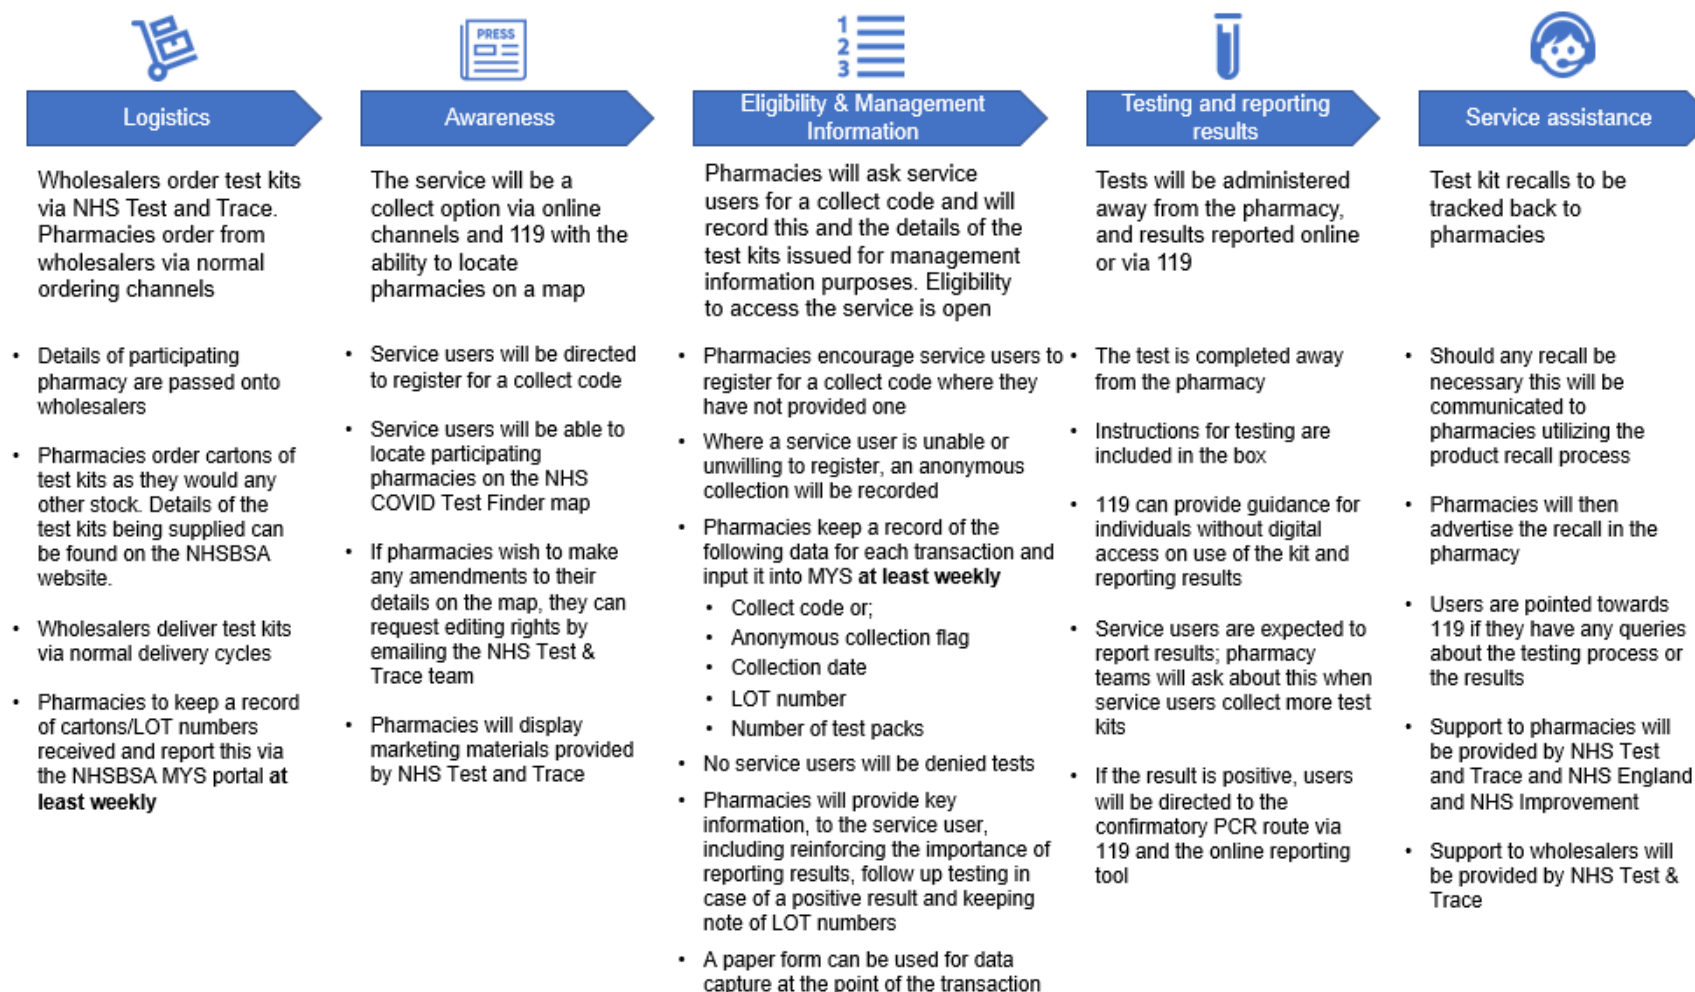 PRESS
1
2
3
Logistics
Awareness
Eligibility & Management
Information
Testing and reporting
results
Service assistance
Wholesalers order test kits
via NHS Test and Trace.
Pharmacies order from
wholesalers via normal
ordering channels
• Details of participating
pharmacy are passed onto
wholesalers
• Pharmacies order cartons of
test kits as they would any
other stock. Details of the
test kits being supplied can
be found on the NHSBSA
website.
• Wholesalers deliver test kits
via normal delivery cycles
• Pharmacies to keep a record
of cartons/LOT numbers
received and report this via
the NHSBSA MYS portal at
least weekly
The service will be a
collect option via online
channels and 119 with the
ability to locate
pharmacies on a map
• Service users will be directed
to register for a collect code
• Service users will be able to
locate participating
pharmacies on the NHS
COVID Test Finder map
• If pharmacies wish to make
any amendments to their
details on the map, they can
request editing rights by
emailing the NHS Test &
Trace team
• Pharmacies will display
marketing materials provided
by NHS Test and Trace
Pharmacies will ask service
users for a collect code and will
record this and the details of the
test kits issued for management
information purposes. Eligibility
to access the service is open
• Pharmacies encourage service users to
register for a collect code where they
have not provided one
• Where a service user is unable or
unwilling to register, an anonymous
collection will be recorded
• Pharmacies keep a record of the
following data for each transaction and
input it into MYS at least weekly
• Collect code or;
• Anonymous collection flag
• Collection date
• LOT number
• Number of test packs
• No service users will be denied tests
• Pharmacies will provide key
information, to the service user,
including reinforcing the importance of
reporting results, follow up testing in
case of a positive result and keeping
note of LOT numbers
• A paper form can be used for data
capture at the point of the transaction
Tests will be administered
away from the pharmacy,
and results reported online
or via 119
• The test is completed away
from the pharmacy
• Instructions for testing are
included in the box
• 119 can provide guidance for
individuals without digital
access on use of the kit and
reporting results
• Service users are expected to
report results; pharmacy
teams will ask about this when
service users collect more test
kits
• If the result is positive, users
will be directed to the
confirmatory PCR route via
119 and the online reporting
tool
Test kit recalls to be
tracked back to
pharmacies
• Should any recall be
necessary this will be
communicated to
pharmacies utilizing the
product recall process
• Pharmacies will then
advertise the recall in the
pharmacy
• Users are pointed towards
119 if they have any queries
about the testing process or
the results
• Support to pharmacies will
be provided by NHS Test
and Trace and NHS England
and NHS Improvement
• Support to wholesalers will
be provided by NHS Test &
Trace